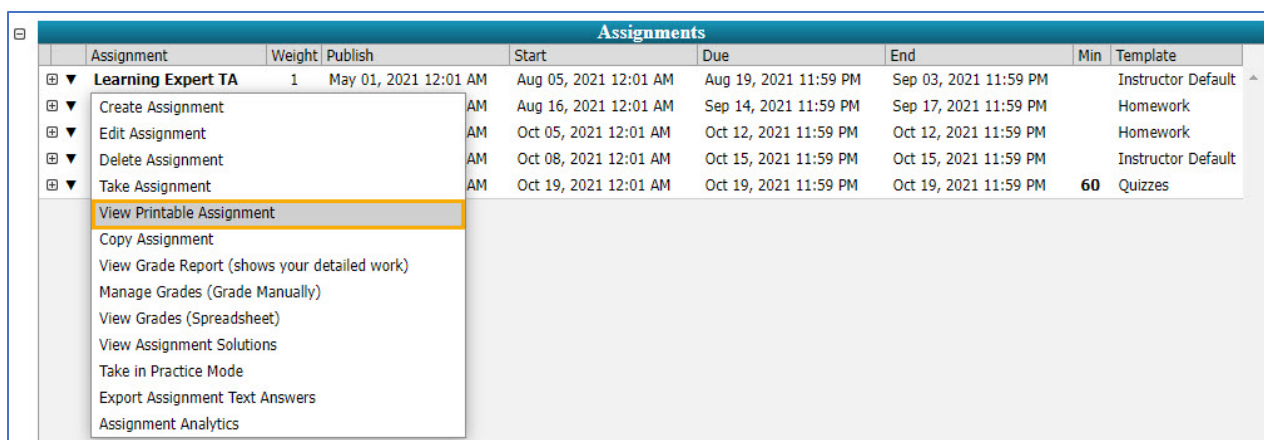 Assignments
Assignment Weight Publish Start Due End Min Template
Learning Expert TA 1 May 01, 2021 12:01 AM Aug 05, 2021 12:01 AM Aug 19, 2021 11:59 PM Sep 03, 2021 11:59 PM Instructor Default
AM Aug 16, 2021 12:01 AM Sep 14, 2021 11:59 PM Sep 17, 2021 11:59 PM Homework
AM Oct 05, 2021 12:01 AM Oct 12, 2021 11:59 PM Oct 12, 2021 11:59 PM Homework
AM Oct 08, 2021 12:01 AM Oct 15, 2021 11:59 PM Oct 15, 2021 11:59 PM Instructor Default
AM Oct 19, 2021 12:01 AM Oct 19, 2021 11:59 PM Oct 19, 2021 11:59 PM 60 Quizzes
Create Assignment
Edit Assignment
Delete Assignment
Take Assignment
View Printable Assignment
Copy Assignment
View Grade Report (shows your detailed work)
Manage Grades (Grade Manually)
View Grades (Spreadsheet)
View Assignment Solutions
Take in Practice Mode
Export Assignment Text Answers
Assignment Analytics